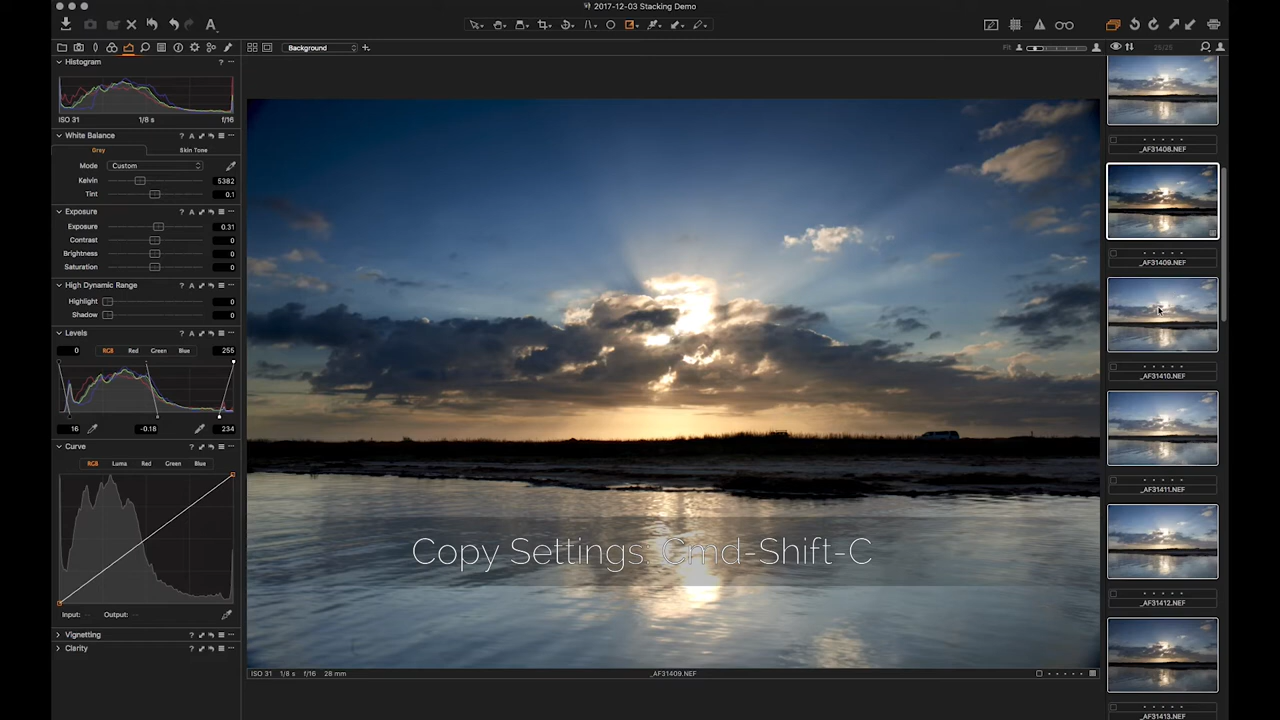 2017-12-03 Stacking Demo
Background
Fit
25/25
Histogram
ISO 31 1/8 s f/16
White Balance
Gray Skin Tone
Mode Custom
Kelvin 5382
Tint 0.1
Exposure
Exposure 0.31
Contrast 0
Brightness 0
Saturation 0
High Dynamic Range
Highlight 0
Shadow 0
Levels
0 RGB Red Green Blue 255
16 -0.18 234
Curve
RGB Luma Red Green Blue
Input: -- Output: --
Vignetting
Clarity
Copy Settings: Cmd-Shift-C
ISO 31 1/8 s f/16 28 mm
_AF31409.NEF
_AF31408.NEF
_AF31409.NEF
_AF31410.NEF
_AF31411.NEF
_AF31412.NEF
_AF31413.NEF